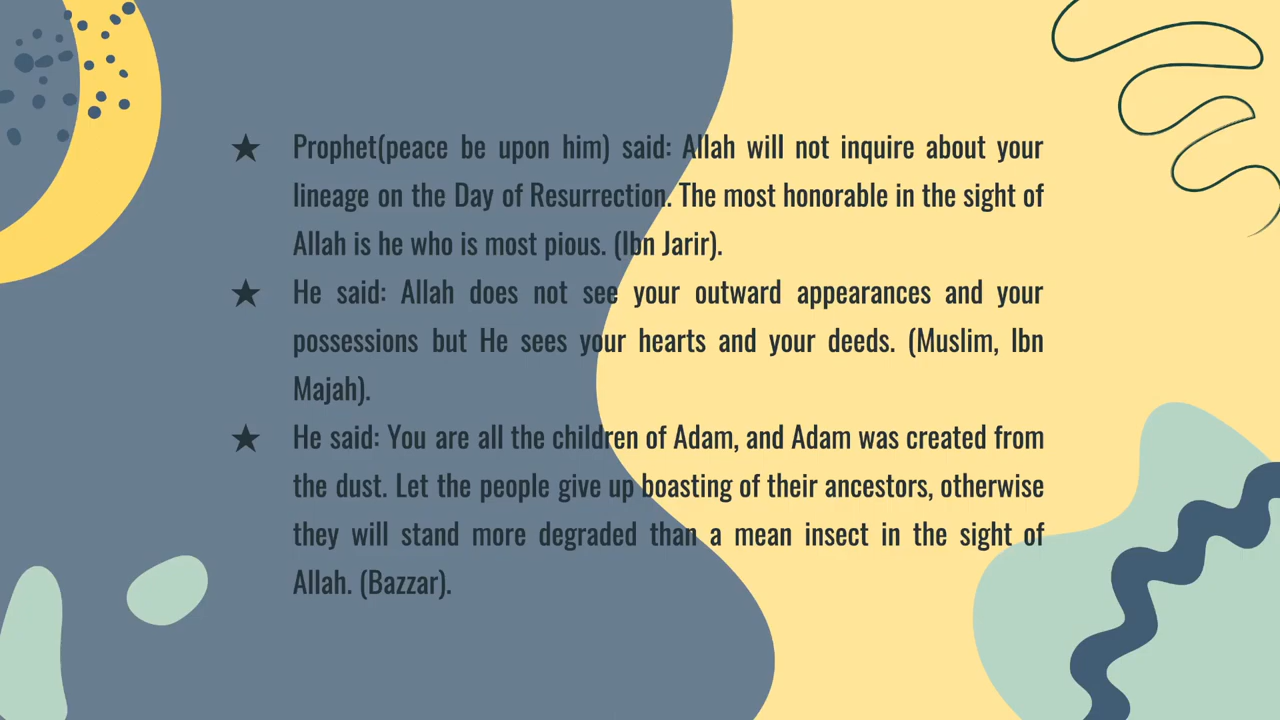 ★ Prophet(peace be upon him) said: Allah will not inquire about your
lineage on the Day of Resurrection. The most honorable in the sight of
Allah is he who is most pious. (Ibn Jarir).
★ He said: Allah does not see your outward appearances and your
possessions but He sees your hearts and your deeds. (Muslim, Ibn
Majah).
★ He said: You are all the children of Adam, and Adam was created from
the dust. Let the people give up boasting of their ancestors, otherwise
they will stand more degraded than a mean insect in the sight of
Allah. (Bazzar).